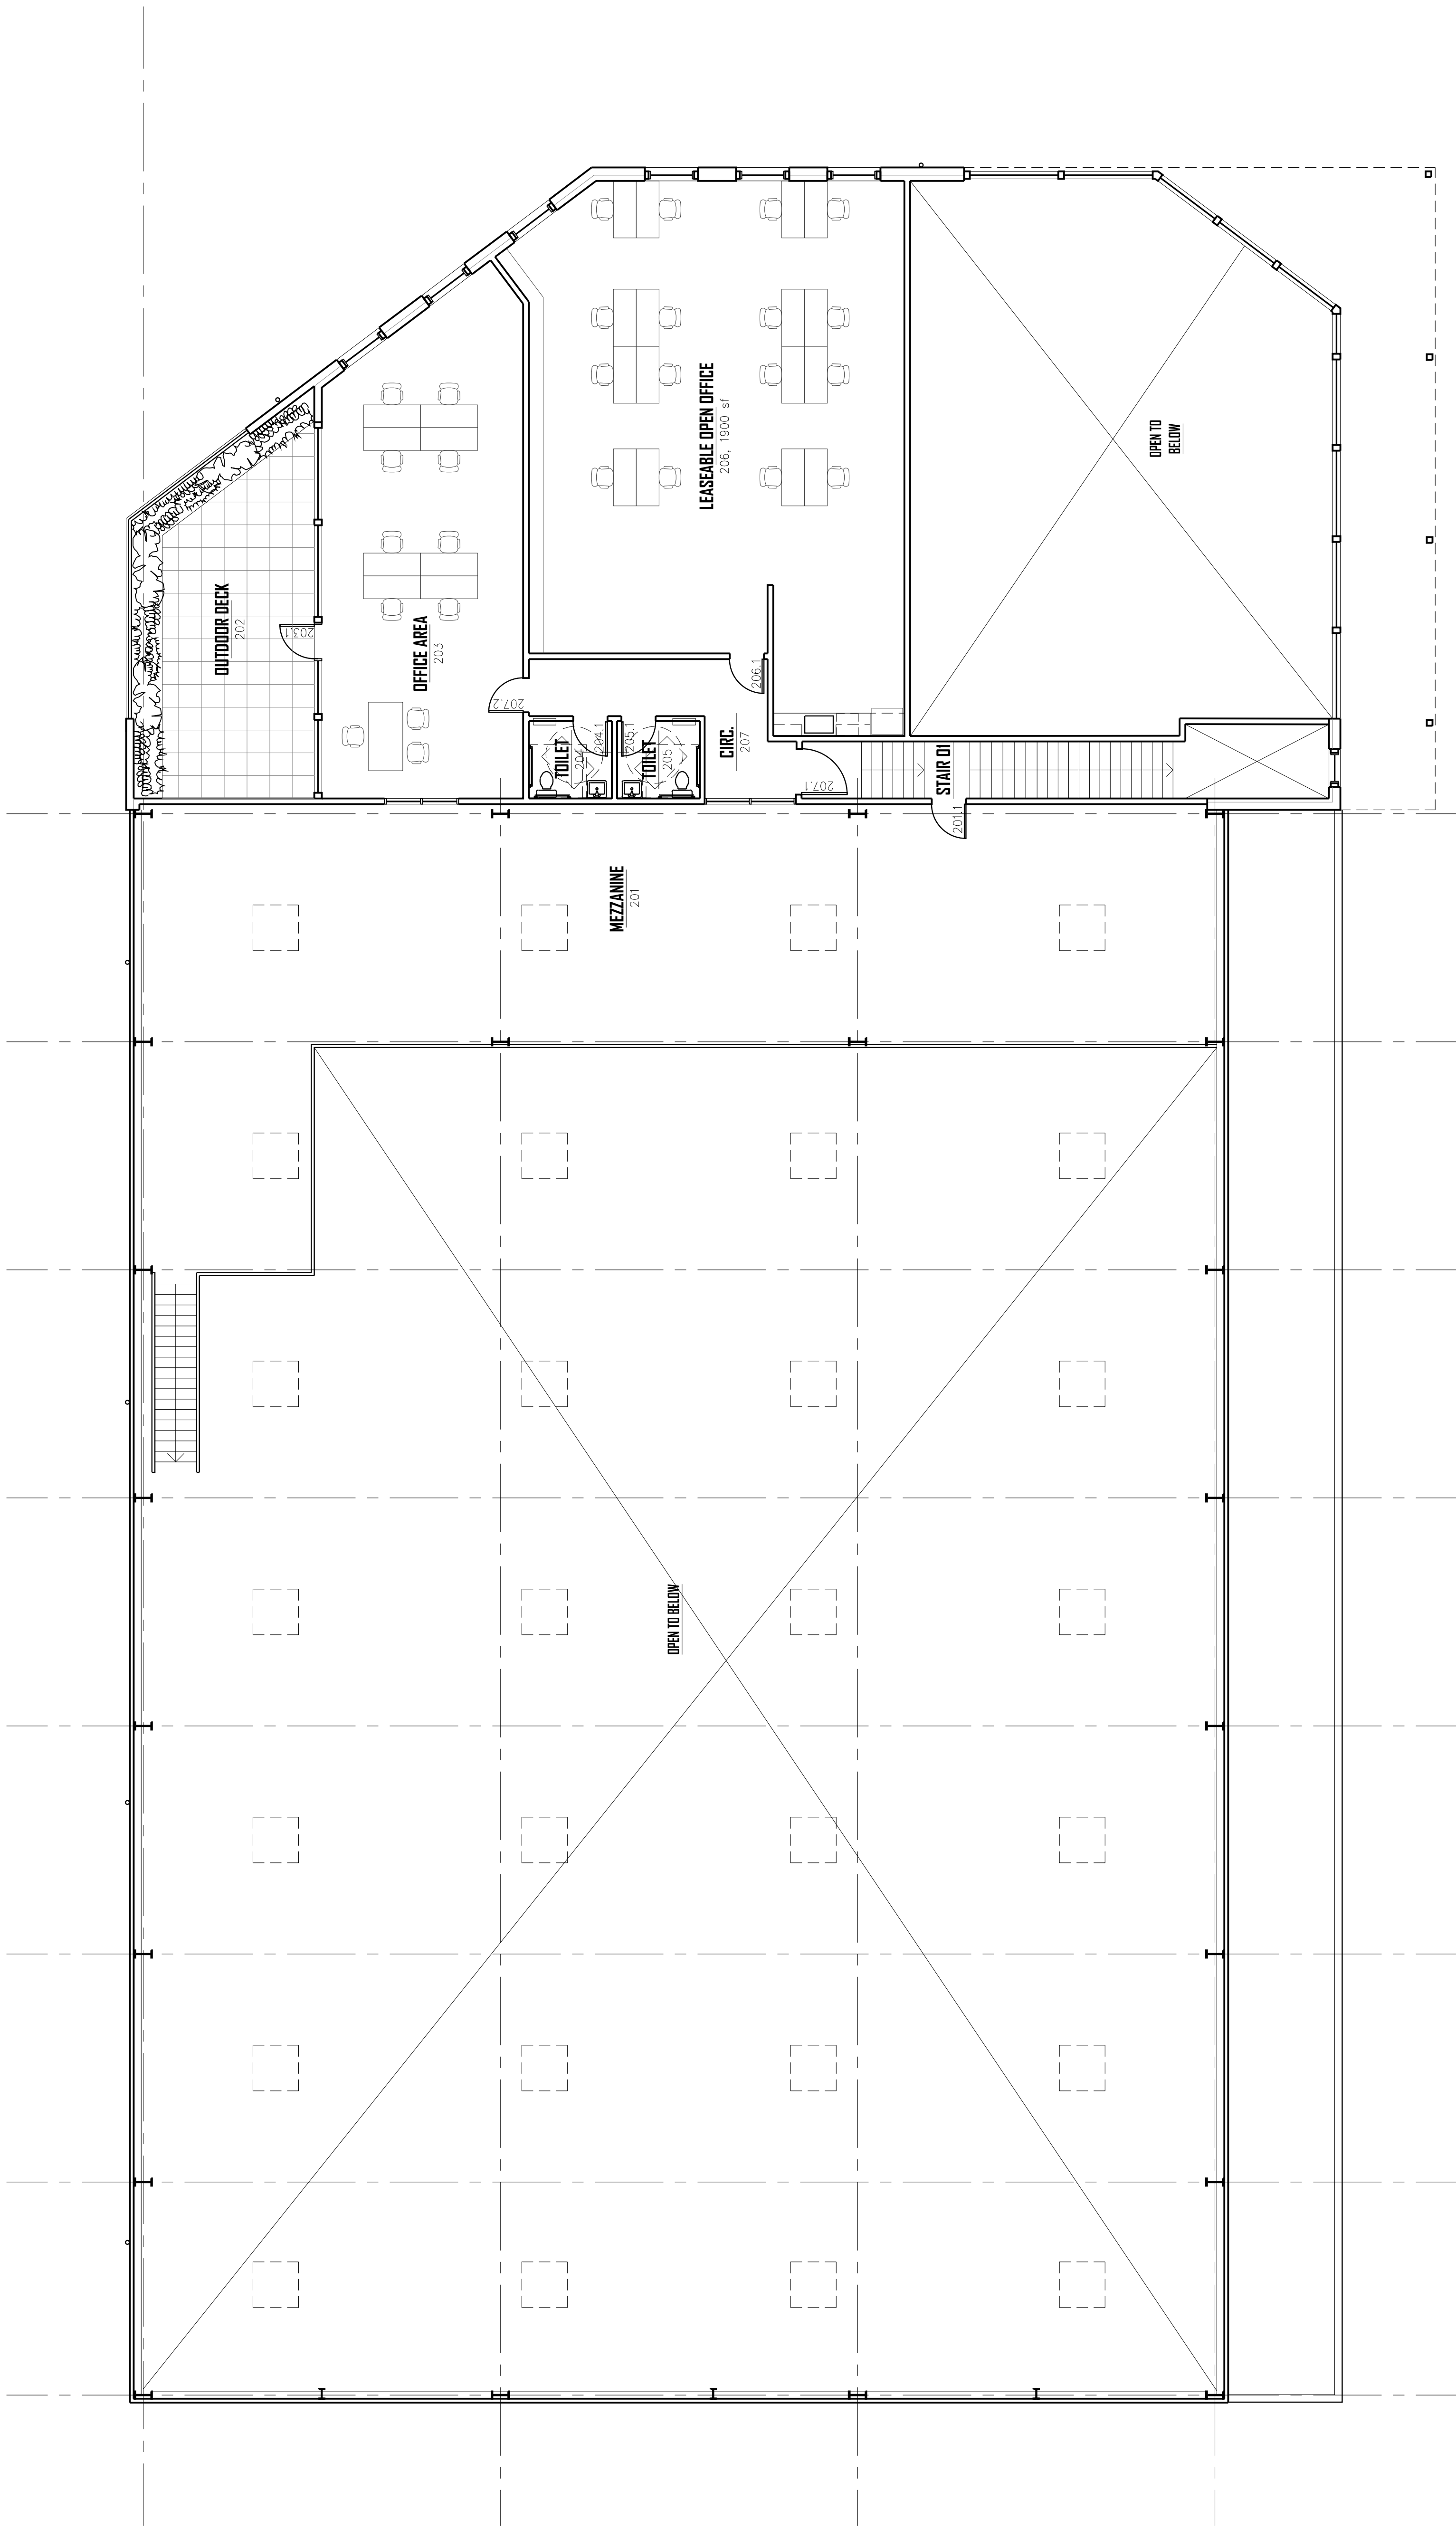 OUTDOOR DECK
202
203.1
OFFICE AREA
203
207.2
LEASEABLE OPEN OFFICE
206, 1900 sf
206.1
TOILET
204
204.1
TOILET
205
205.1
CIRC.
207
207.1
STAIR 01
201.1
OPEN TO
BELOW
MEZZANINE
201
OPEN TO BELOW